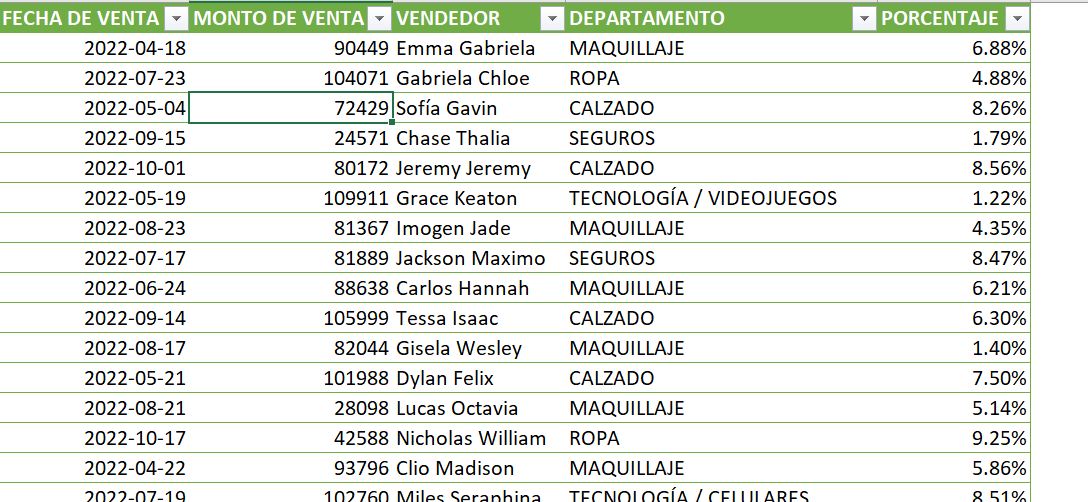 FECHA DE VENTA MONTO DE VENTA VENDEDOR DEPARTAMENTO PORCENTAJE
2022-04-18 90449 Emma Gabriela MAQUILLAJE 6.88%
2022-07-23 104071 Gabriela Chloe ROPA 4.88%
2022-05-04 72429 Sofía Gavin CALZADO 8.26%
2022-09-15 24571 Chase Thalia SEGUROS 1.79%
2022-10-01 80172 Jeremy Jeremy CALZADO 8.56%
2022-05-19 109911 Grace Keaton TECNOLOGÍA / VIDEOJUEGOS 1.22%
2022-08-23 81367 Imogen Jade MAQUILLAJE 4.35%
2022-07-17 81889 Jackson Maximo SEGUROS 8.47%
2022-06-24 88638 Carlos Hannah MAQUILLAJE 6.21%
2022-09-14 105999 Tessa Isaac CALZADO 6.30%
2022-08-17 82044 Gisela Wesley MAQUILLAJE 1.40%
2022-05-21 101988 Dylan Felix CALZADO 7.50%
2022-08-21 28098 Lucas Octavia MAQUILLAJE 5.14%
2022-10-17 42588 Nicholas William ROPA 9.25%
2022-04-22 93796 Clio Madison MAQUILLAJE 5.86%
2022-07-19 102760 Miles Seraphina TECNOLOGÍA / CELULARES 8.51%